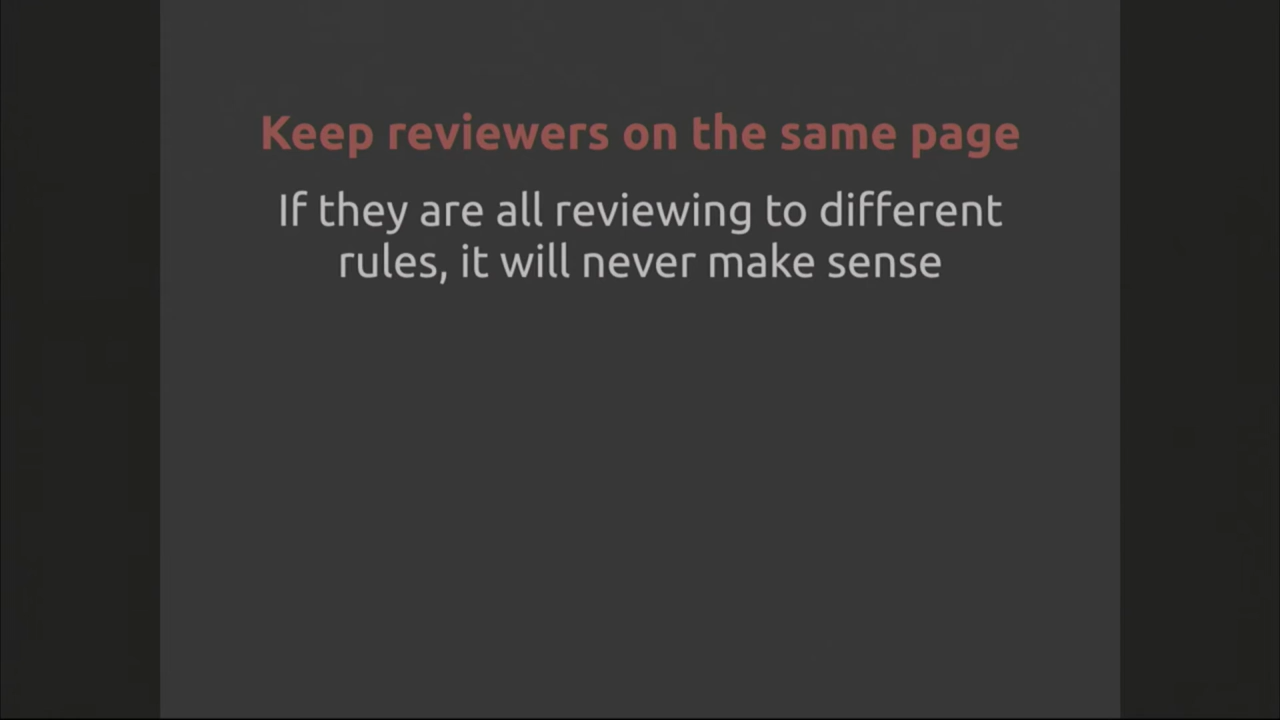 Keep reviewers on the same page
If they are all reviewing to different
rules, it will never make sense